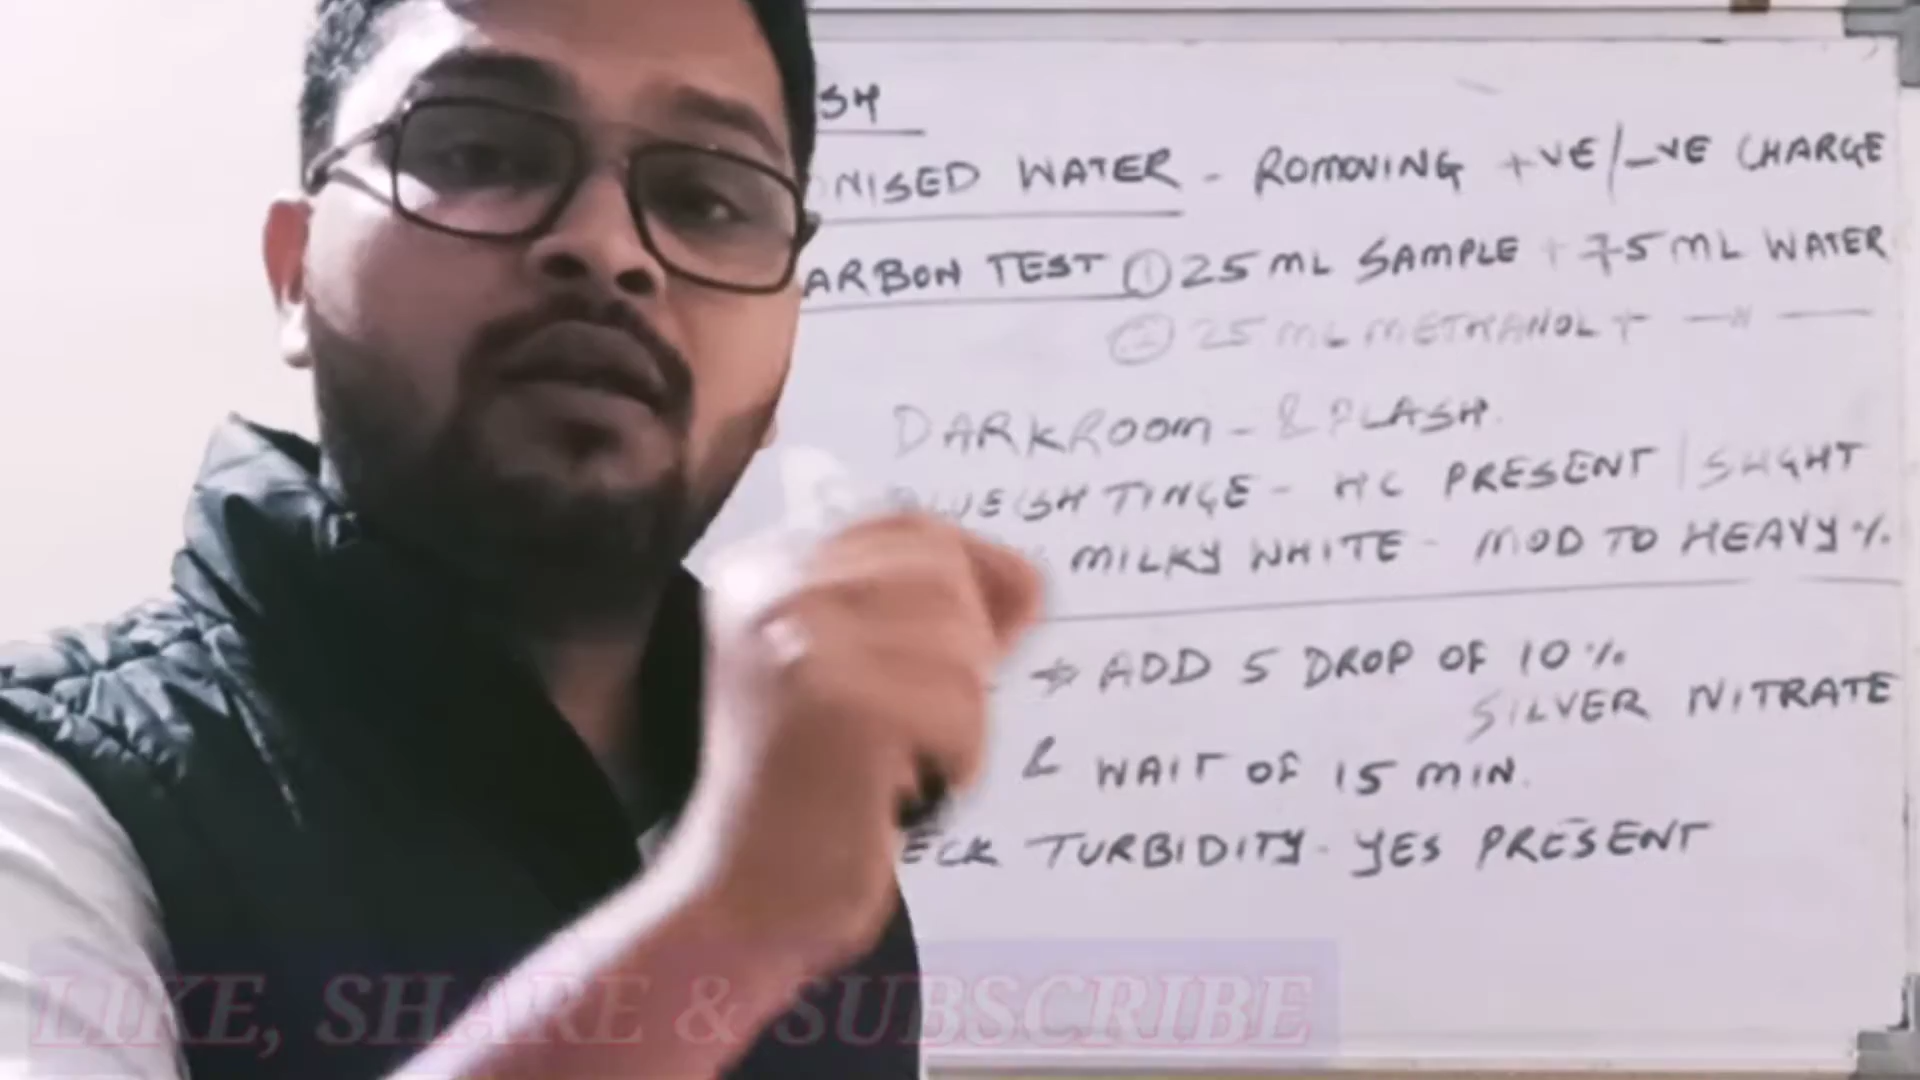 SH
NISED WATER - ROMOVING +VE/-VE CHARGE
ARBON TEST ① 25 ML SAMPLE + 75 ML WATER
② 25 ML METHANOL + —〃—
DARKROOM - & FLASH.
TINGE - HC PRESENT | SLIGHT
MILKY WHITE - MOD TO HEAVY %
→ ADD 5 DROP OF 10%
SILVER NITRATE
& WAIT OF 15 MIN.
ECK TURBIDITY - YES PRESENT
LIKE, SHARE & SUBSCRIBE